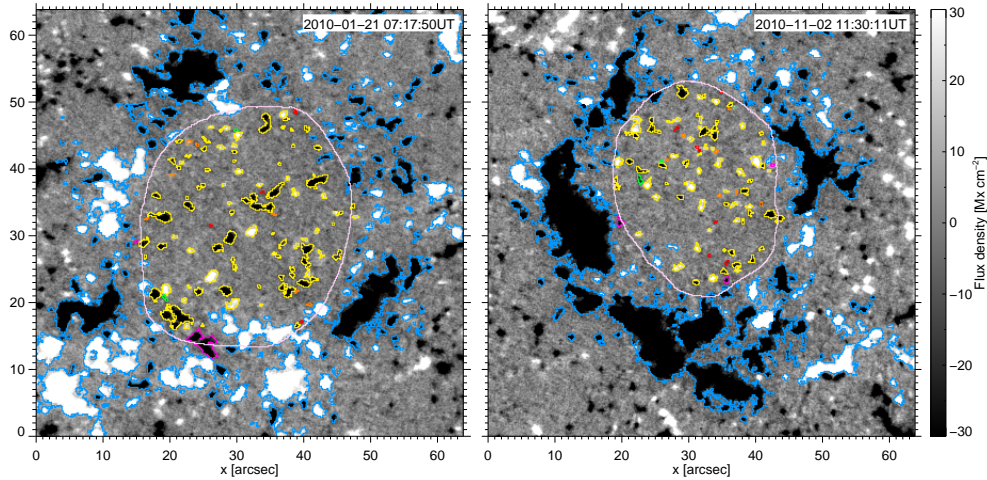 2010−01−21 07:17:50UT
2010−11−02 11:30:11UT
60
50
40
30
20
10
0
30
20
10
0
−10
−20
−30
Flux density [Mx cm−2]
0 10 20 30 40 50 60
0 10 20 30 40 50 60
x [arcsec]
x [arcsec]